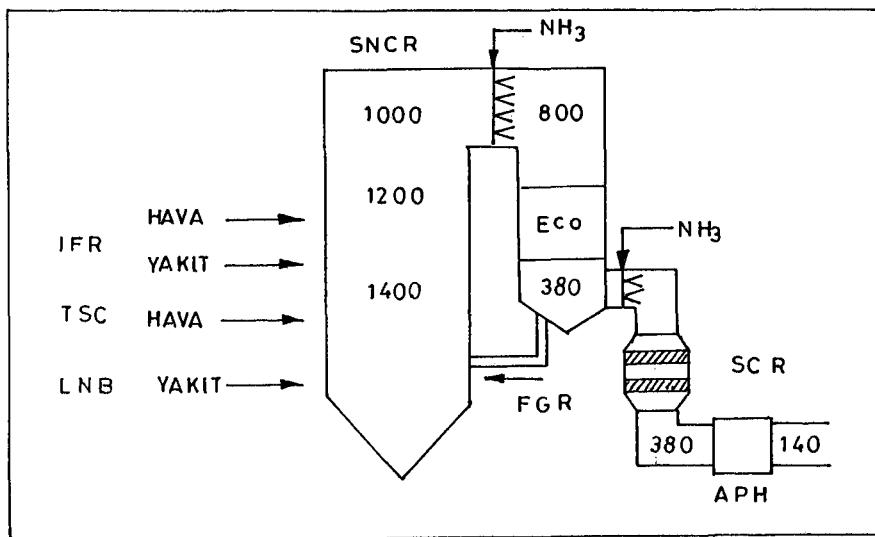 NH3
SNCR
1000
800
1200
HAVA
IFR
Eco
NH3
YAKIT
1400
380
TSC
HAVA
SCR
LNB
YAKIT
FGR
380
140
APH